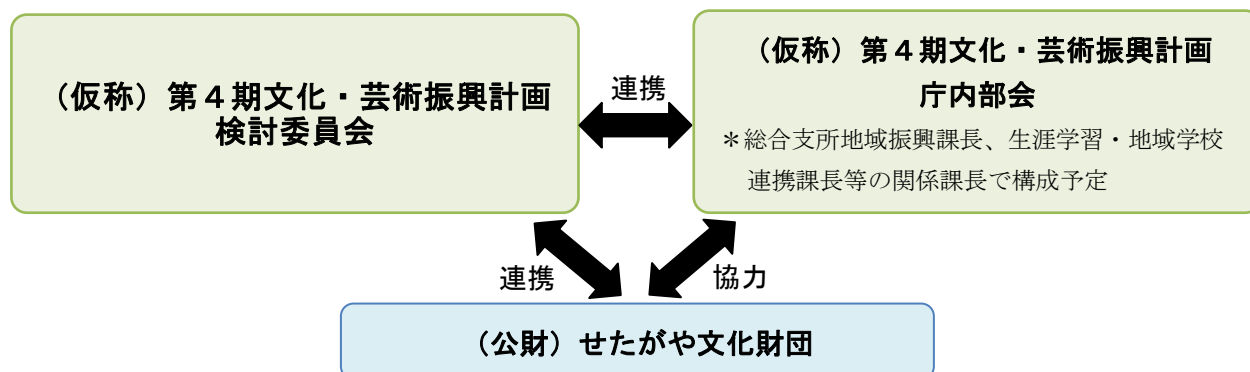 （仮称）第４期文化・芸術振興計画
検討委員会
連携
（仮称）第４期文化・芸術振興計画
庁内部会
＊総合支所地域振興課長、生涯学習・地域学校
連携課長等の関係課長で構成予定
連携
協力
（公財）せたがや文化財団